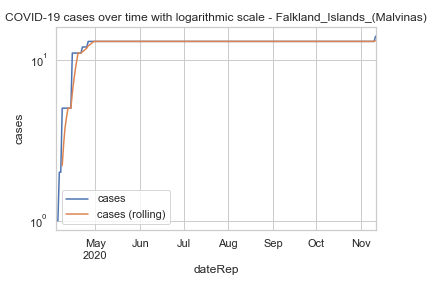 COVID-19 cases over time with logarithmic scale - Falkland_Islands_(Malvinas)
10¹
cases
10⁰
cases
cases (rolling)
May Jun Jul Aug Sep Oct Nov
2020
dateRep